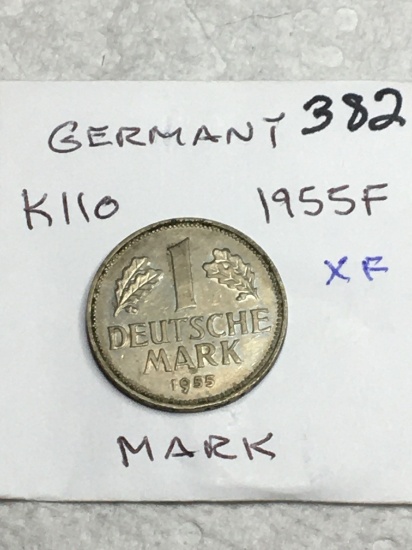 GERMANY 382
K110 1955F
XF
1
DEUTSCHE
MARK
1955
MARK